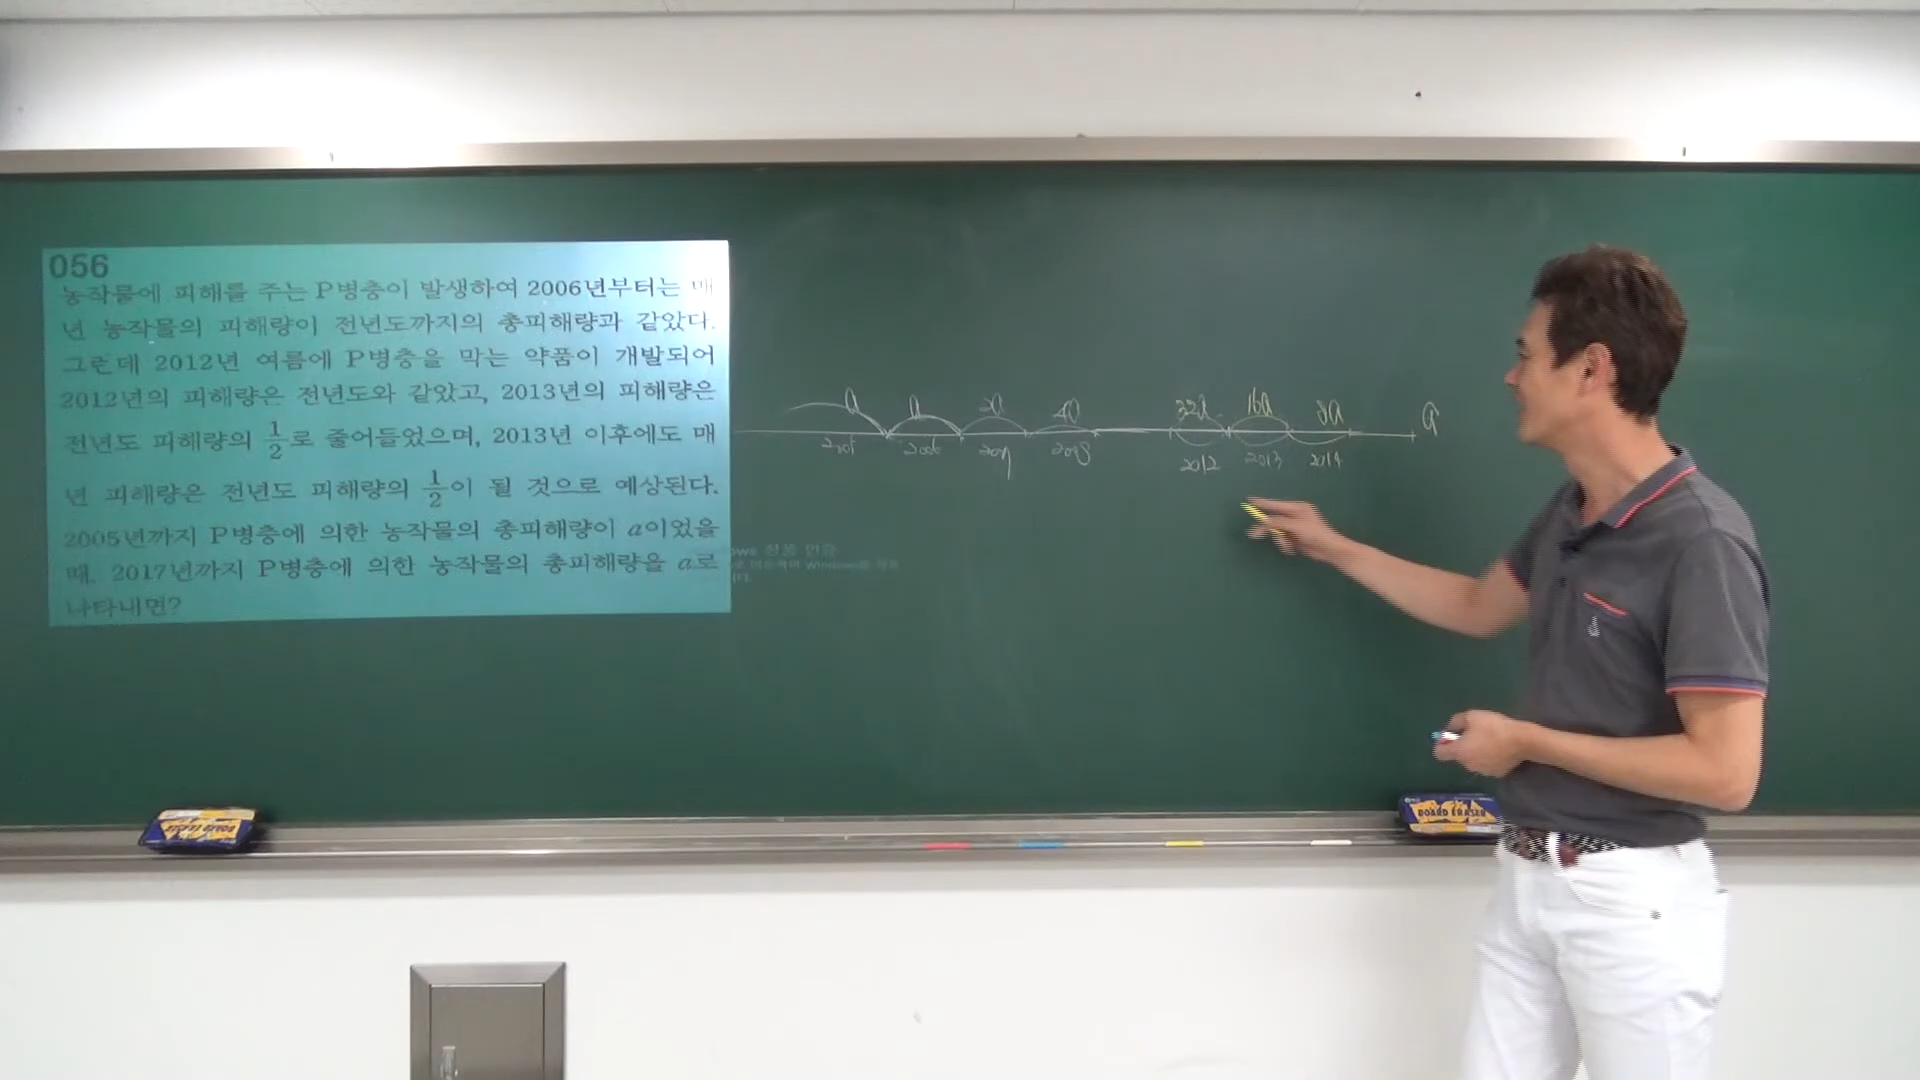 056
농작물에 피해를 주는 P병충이 발생하여 2006년부터는 매
년 농작물의 피해량이 전년도까지의 총피해량과 같았다.
그런데 2012년 여름에 P병충을 막는 약품이 개발되어
2012년의 피해량은 전년도와 같았고, 2013년의 피해량은
전년도 피해량의 1/2로 줄어들었으며, 2013년 이후에도 매
년 피해량은 전년도 피해량의 1/2이 될 것으로 예상된다.
2005년까지 P병충에 의한 농작물의 총피해량이 a이었을
때, 2017년까지 P병충에 의한 농작물의 총피해량을 a로
나타내면?
a a 2a 4a 32a 16a 8a
2005 2006 2007 2008 2012 2013 2014
BOARD ERASER
BOARD ERASER